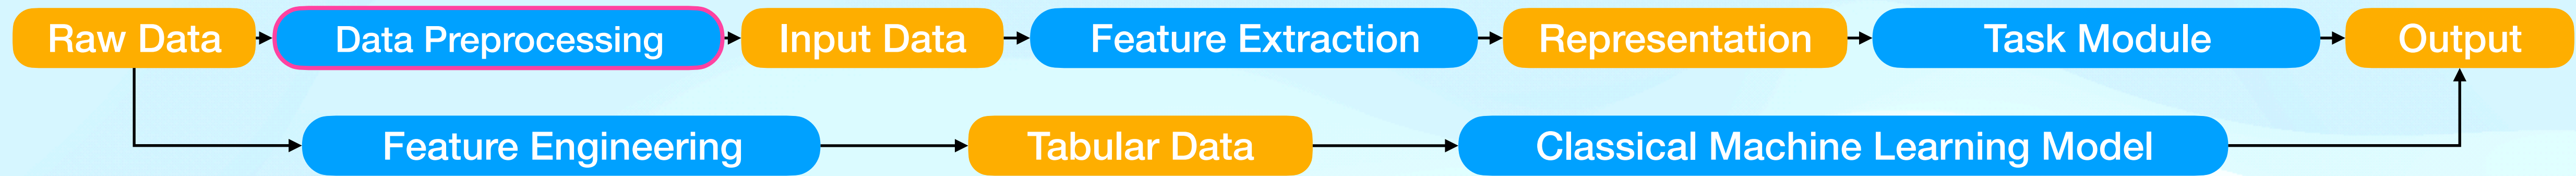 Raw Data
Data Preprocessing
Input Data
Feature Extraction
Representation
Task Module
Output
Feature Engineering
Tabular Data
Classical Machine Learning Model